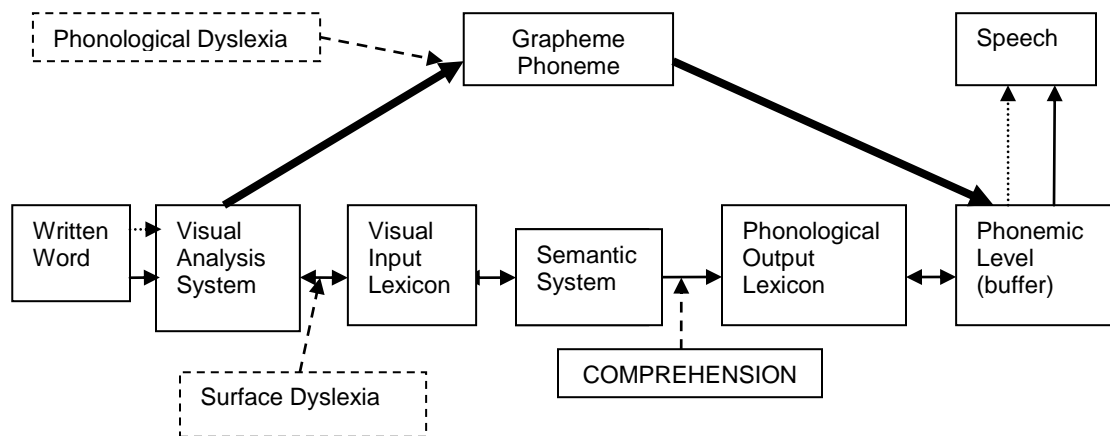 Phonological Dyslexia
Grapheme
Phoneme
Speech
Written
Word
Visual
Analysis
System
Visual
Input
Lexicon
Semantic
System
Phonological
Output
Lexicon
Phonemic
Level
(buffer)
Surface Dyslexia
COMPREHENSION